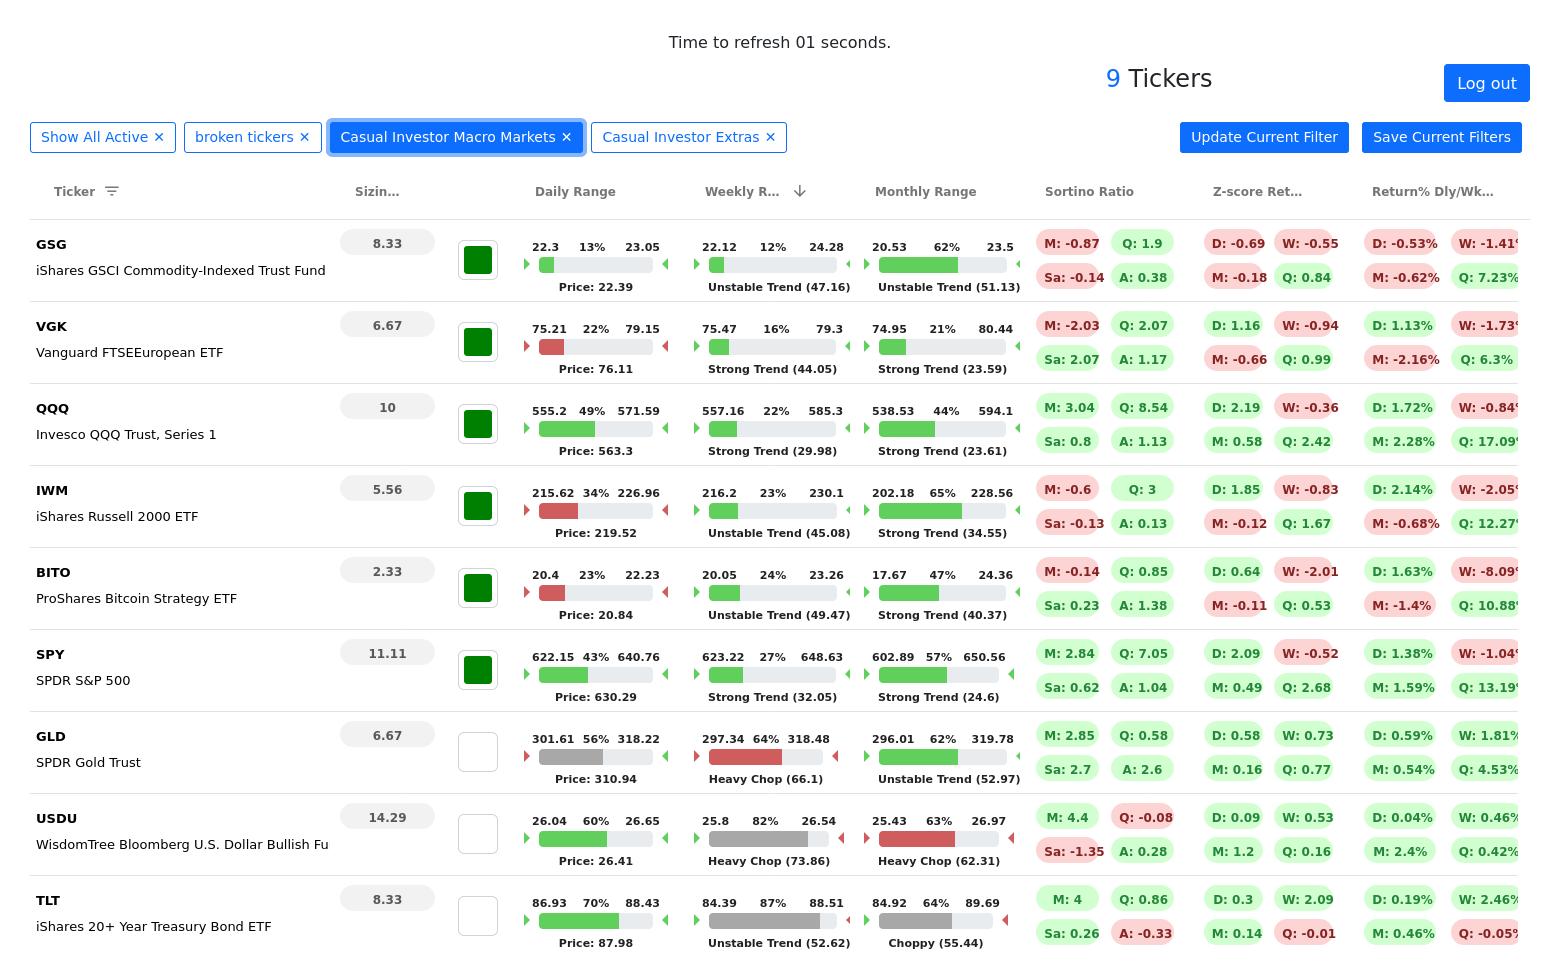 Time to refresh 01 seconds.
9 Tickers
Log out
Show All Active ✕ broken tickers ✕ Casual Investor Macro Markets ✕ Casual Investor Extras ✕ Update Current Filter Save Current Filters
Ticker Sizin… Daily Range Weekly R… Monthly Range Sortino Ratio Z-score Ret… Return% Dly/Wk…
GSG 8.33 22.3 13% 23.05 22.12 12% 24.28 20.53 62% 23.5 M: -0.87 Q: 1.9 D: -0.69 W: -0.55 D: -0.53% W: -1.41%
iShares GSCI Commodity-Indexed Trust Fund Sa: -0.14 A: 0.38 M: -0.18 Q: 0.84 M: -0.62% Q: 7.23%
Price: 22.39 Unstable Trend (47.16) Unstable Trend (51.13)
VGK 6.67 75.21 22% 79.15 75.47 16% 79.3 74.95 21% 80.44 M: -2.03 Q: 2.07 D: 1.16 W: -0.94 D: 1.13% W: -1.73%
Vanguard FTSEEuropean ETF Sa: 2.07 A: 1.17 M: -0.66 Q: 0.99 M: -2.16% Q: 6.3%
Price: 76.11 Strong Trend (44.05) Strong Trend (23.59)
QQQ 10 555.2 49% 571.59 557.16 22% 585.3 538.53 44% 594.1 M: 3.04 Q: 8.54 D: 2.19 W: -0.36 D: 1.72% W: -0.84%
Invesco QQQ Trust, Series 1 Sa: 0.8 A: 1.13 M: 0.58 Q: 2.42 M: 2.28% Q: 17.09%
Price: 563.3 Strong Trend (29.98) Strong Trend (23.61)
IWM 5.56 215.62 34% 226.96 216.2 23% 230.1 202.18 65% 228.56 M: -0.6 Q: 3 D: 1.85 W: -0.83 D: 2.14% W: -2.05%
iShares Russell 2000 ETF Sa: -0.13 A: 0.13 M: -0.12 Q: 1.67 M: -0.68% Q: 12.27%
Price: 219.52 Unstable Trend (45.08) Strong Trend (34.55)
BITO 2.33 20.4 23% 22.23 20.05 24% 23.26 17.67 47% 24.36 M: -0.14 Q: 0.85 D: 0.64 W: -2.01 D: 1.63% W: -8.09%
ProShares Bitcoin Strategy ETF Sa: 0.23 A: 1.38 M: -0.11 Q: 0.53 M: -1.4% Q: 10.88%
Price: 20.84 Unstable Trend (49.47) Strong Trend (40.37)
SPY 11.11 622.15 43% 640.76 623.22 27% 648.63 602.89 57% 650.56 M: 2.84 Q: 7.05 D: 2.09 W: -0.52 D: 1.38% W: -1.04%
SPDR S&P 500 Sa: 0.62 A: 1.04 M: 0.49 Q: 2.68 M: 1.59% Q: 13.19%
Price: 630.29 Strong Trend (32.05) Strong Trend (24.6)
GLD 6.67 301.61 56% 318.22 297.34 64% 318.48 296.01 62% 319.78 M: 2.85 Q: 0.58 D: 0.58 W: 0.73 D: 0.59% W: 1.81%
SPDR Gold Trust Sa: 2.7 A: 2.6 M: 0.16 Q: 0.77 M: 0.54% Q: 4.53%
Price: 310.94 Heavy Chop (66.1) Unstable Trend (52.97)
USDU 14.29 26.04 60% 26.65 25.8 82% 26.54 25.43 63% 26.97 M: 4.4 Q: -0.08 D: 0.09 W: 0.53 D: 0.04% W: 0.46%
WisdomTree Bloomberg U.S. Dollar Bullish Fu Sa: -1.35 A: 0.28 M: 1.2 Q: 0.16 M: 2.4% Q: 0.42%
Price: 26.41 Heavy Chop (73.86) Heavy Chop (62.31)
TLT 8.33 86.93 70% 88.43 84.39 87% 88.51 84.92 64% 89.69 M: 4 Q: 0.86 D: 0.3 W: 2.09 D: 0.19% W: 2.46%
iShares 20+ Year Treasury Bond ETF Sa: 0.26 A: -0.33 M: 0.14 Q: -0.01 M: 0.46% Q: -0.05%
Price: 87.98 Unstable Trend (52.62) Choppy (55.44)